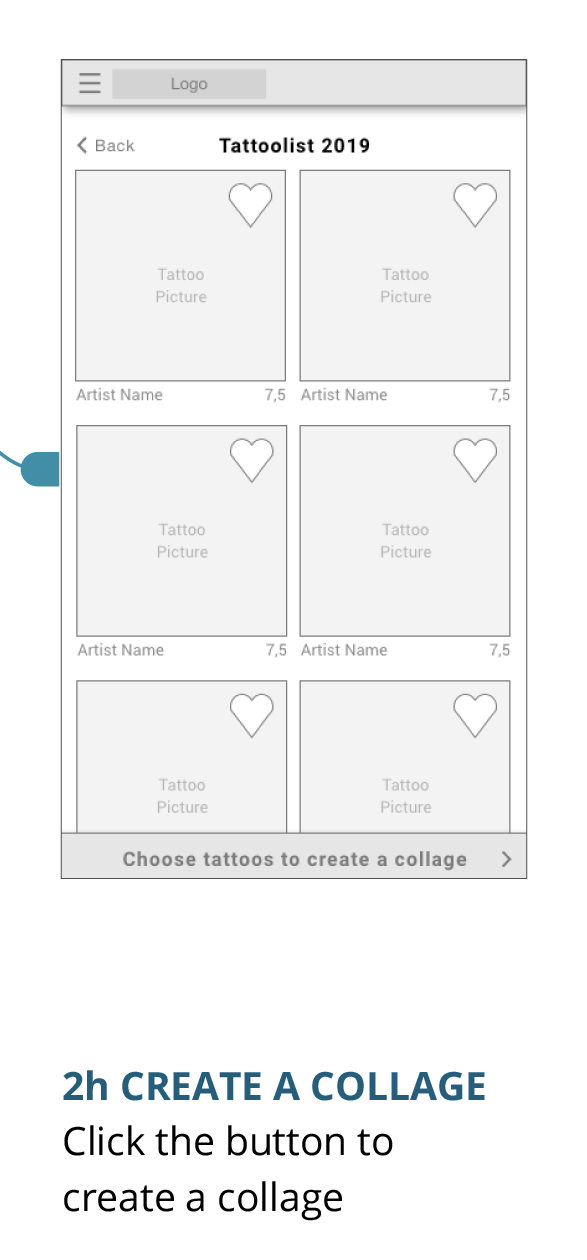 Logo
Back
Tattoolist 2019
Tattoo
Picture
Tattoo
Picture
Artist Name 7,5
Artist Name 7,5
Tattoo
Picture
Tattoo
Picture
Artist Name 7,5
Artist Name 7,5
Tattoo
Picture
Tattoo
Picture
Choose tattoos to create a collage
2h CREATE A COLLAGE
Click the button to
create a collage